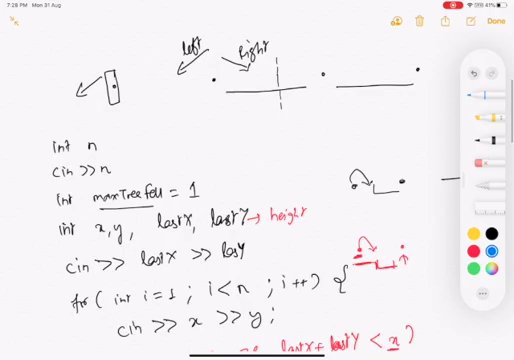 7:28 PM Mon 31 Aug
41%
Done
left
right
int n
cin >> n
int maxTreeFell = 1
int x,y, lastX, lastY → height
cin >> lastX >> lasY
for( int i=1 ; i<n ; i++) {
cin >> x >> y ;
lastX + lastY < x )